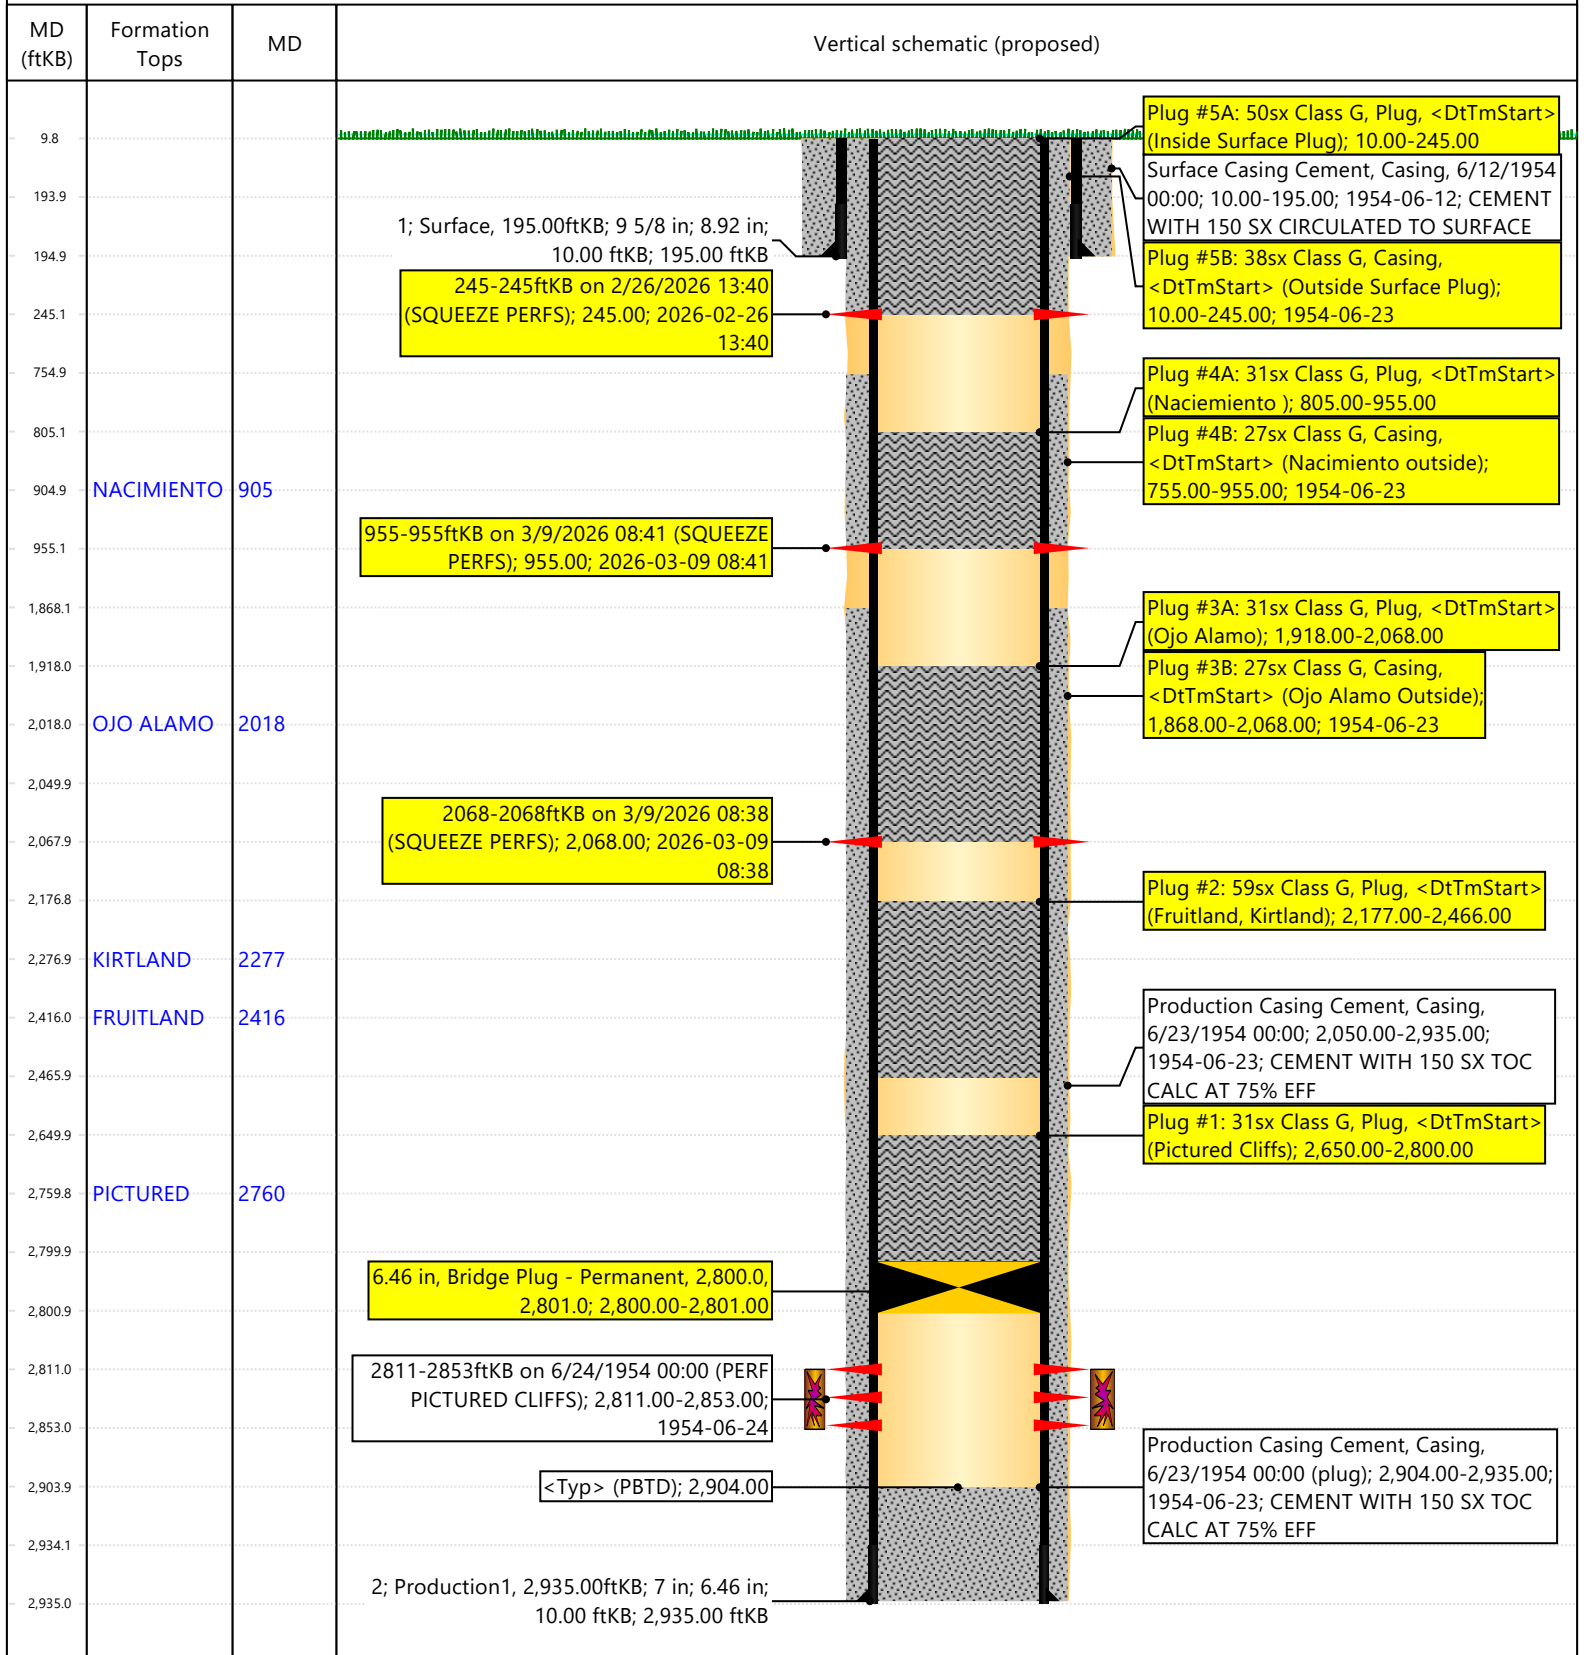 MD
(ftKB)
Formation
Tops
MD
Vertical schematic (proposed)
9.8
193.9
194.9
245.1
754.9
805.1
904.9
955.1
1,868.1
1,918.0
2,018.0
2,049.9
2,067.9
2,176.8
2,276.9
2,416.0
2,465.9
2,649.9
2,759.8
2,799.9
2,800.9
2,811.0
2,853.0
2,903.9
2,934.1
2,935.0
NACIMIENTO 905
OJO ALAMO 2018
KIRTLAND 2277
FRUITLAND 2416
PICTURED 2760
1; Surface, 195.00ftKB; 9 5/8 in; 8.92 in;
10.00 ftKB; 195.00 ftKB
245-245ftKB on 2/26/2026 13:40
(SQUEEZE PERFS); 245.00; 2026-02-26
13:40
955-955ftKB on 3/9/2026 08:41 (SQUEEZE
PERFS); 955.00; 2026-03-09 08:41
2068-2068ftKB on 3/9/2026 08:38
(SQUEEZE PERFS); 2,068.00; 2026-03-09
08:38
6.46 in, Bridge Plug - Permanent, 2,800.0,
2,801.0; 2,800.00-2,801.00
2811-2853ftKB on 6/24/1954 00:00 (PERF
PICTURED CLIFFS); 2,811.00-2,853.00;
1954-06-24
<Typ> (PBTD); 2,904.00
2; Production1, 2,935.00ftKB; 7 in; 6.46 in;
10.00 ftKB; 2,935.00 ftKB
Plug #5A: 50sx Class G, Plug, <DtTmStart>
(Inside Surface Plug); 10.00-245.00
Surface Casing Cement, Casing, 6/12/1954
00:00; 10.00-195.00; 1954-06-12; CEMENT
WITH 150 SX CIRCULATED TO SURFACE
Plug #5B: 38sx Class G, Casing,
<DtTmStart> (Outside Surface Plug);
10.00-245.00; 1954-06-23
Plug #4A: 31sx Class G, Plug, <DtTmStart>
(Naciemiento ); 805.00-955.00
Plug #4B: 27sx Class G, Casing,
<DtTmStart> (Nacimiento outside);
755.00-955.00; 1954-06-23
Plug #3A: 31sx Class G, Plug, <DtTmStart>
(Ojo Alamo); 1,918.00-2,068.00
Plug #3B: 27sx Class G, Casing,
<DtTmStart> (Ojo Alamo Outside);
1,868.00-2,068.00; 1954-06-23
Plug #2: 59sx Class G, Plug, <DtTmStart>
(Fruitland, Kirtland); 2,177.00-2,466.00
Production Casing Cement, Casing,
6/23/1954 00:00; 2,050.00-2,935.00;
1954-06-23; CEMENT WITH 150 SX TOC
CALC AT 75% EFF
Plug #1: 31sx Class G, Plug, <DtTmStart>
(Pictured Cliffs); 2,650.00-2,800.00
Production Casing Cement, Casing,
6/23/1954 00:00 (plug); 2,904.00-2,935.00;
1954-06-23; CEMENT WITH 150 SX TOC
CALC AT 75% EFF